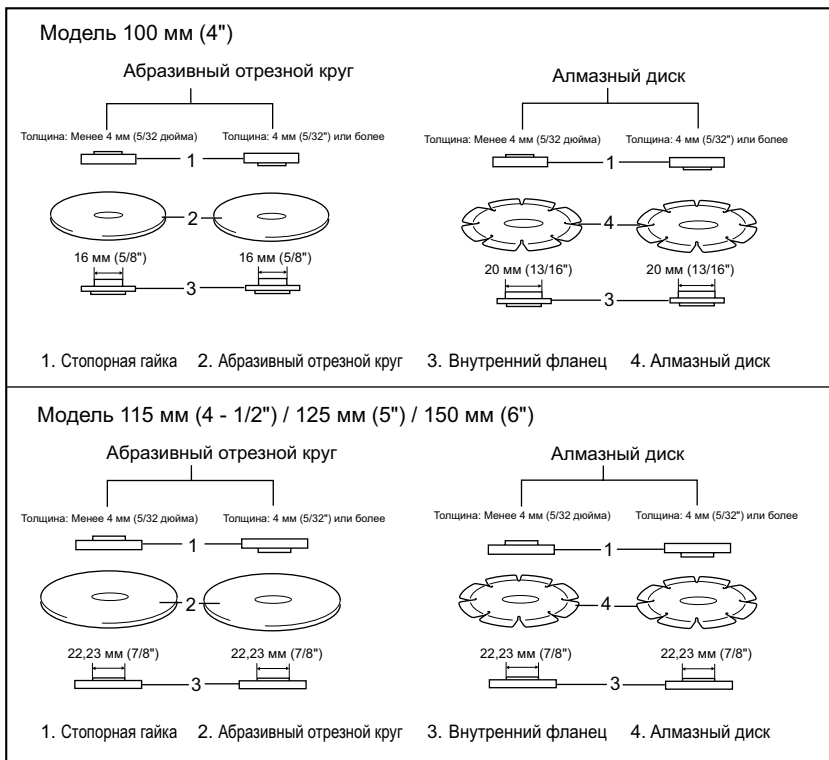 Модель 100 мм (4")
Абразивный отрезной круг
Алмазный диск
Толщина: Менее 4 мм (5/32 дюйма)
Толщина: 4 мм (5/32") или более
Толщина: Менее 4 мм (5/32 дюйма)
Толщина: 4 мм (5/32") или более
1
1
2
4
16 мм (5/8")
16 мм (5/8")
20 мм (13/16")
20 мм (13/16")
3
3
1. Стопорная гайка 2. Абразивный отрезной круг 3. Внутренний фланец 4. Алмазный диск
Модель 115 мм (4 - 1/2") / 125 мм (5") / 150 мм (6")
Абразивный отрезной круг
Алмазный диск
Толщина: Менее 4 мм (5/32 дюйма)
Толщина: 4 мм (5/32") или более
Толщина: Менее 4 мм (5/32 дюйма)
Толщина: 4 мм (5/32") или более
1
1
2
4
22,23 мм (7/8")
22,23 мм (7/8")
22,23 мм (7/8")
22,23 мм (7/8")
3
3
1. Стопорная гайка 2. Абразивный отрезной круг 3. Внутренний фланец 4. Алмазный диск